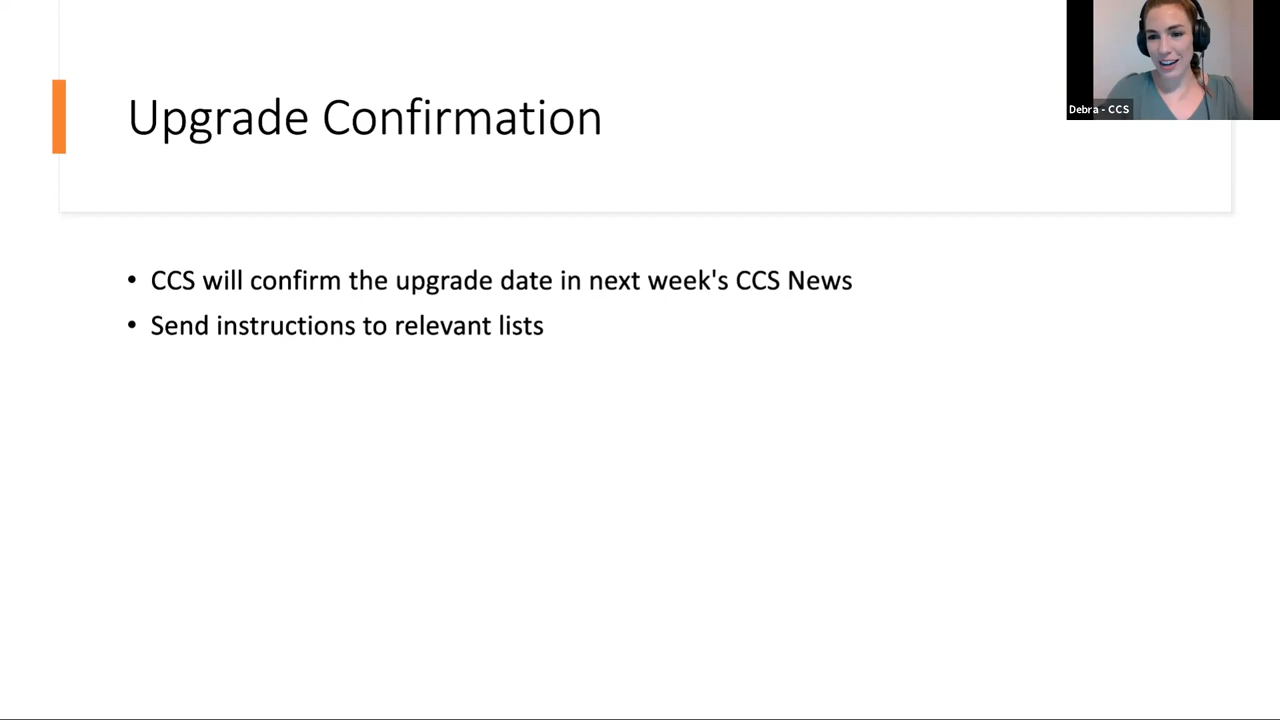 Debra - CCS
Upgrade Confirmation
• CCS will confirm the upgrade date in next week's CCS News
• Send instructions to relevant lists